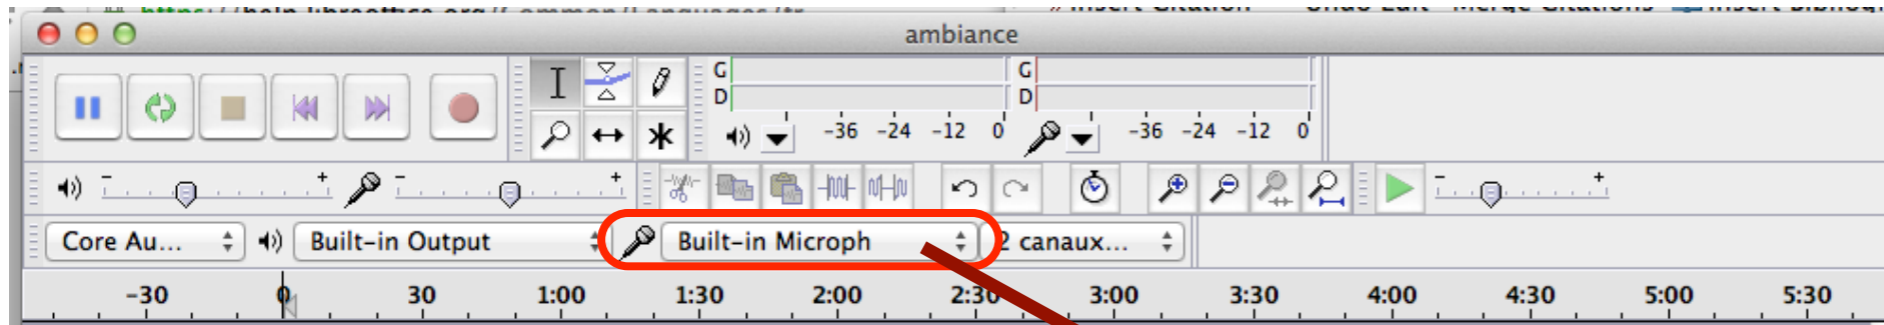 ambiance
G G
D D
-36 -24 -12 0 -36 -24 -12 0
- + - + - +
Core Au... Built-in Output Built-in Microph 2 canaux...
-30 0 30 1:00 1:30 2:00 2:30 3:00 3:30 4:00 4:30 5:00 5:30